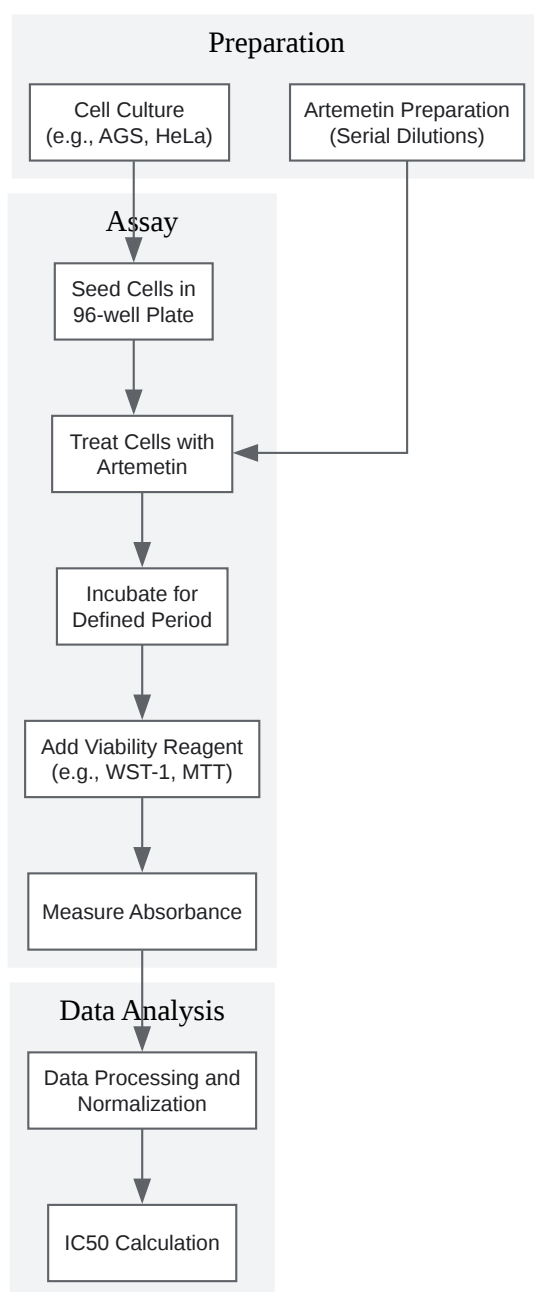 Preparation
Cell Culture
(e.g., AGS, HeLa)
Artemetin Preparation
(Serial Dilutions)
Assay
Seed Cells in
96-well Plate
Treat Cells with
Artemetin
Incubate for
Defined Period
Add Viability Reagent
(e.g., WST-1, MTT)
Measure Absorbance
Data Analysis
Data Processing and
Normalization
IC50 Calculation